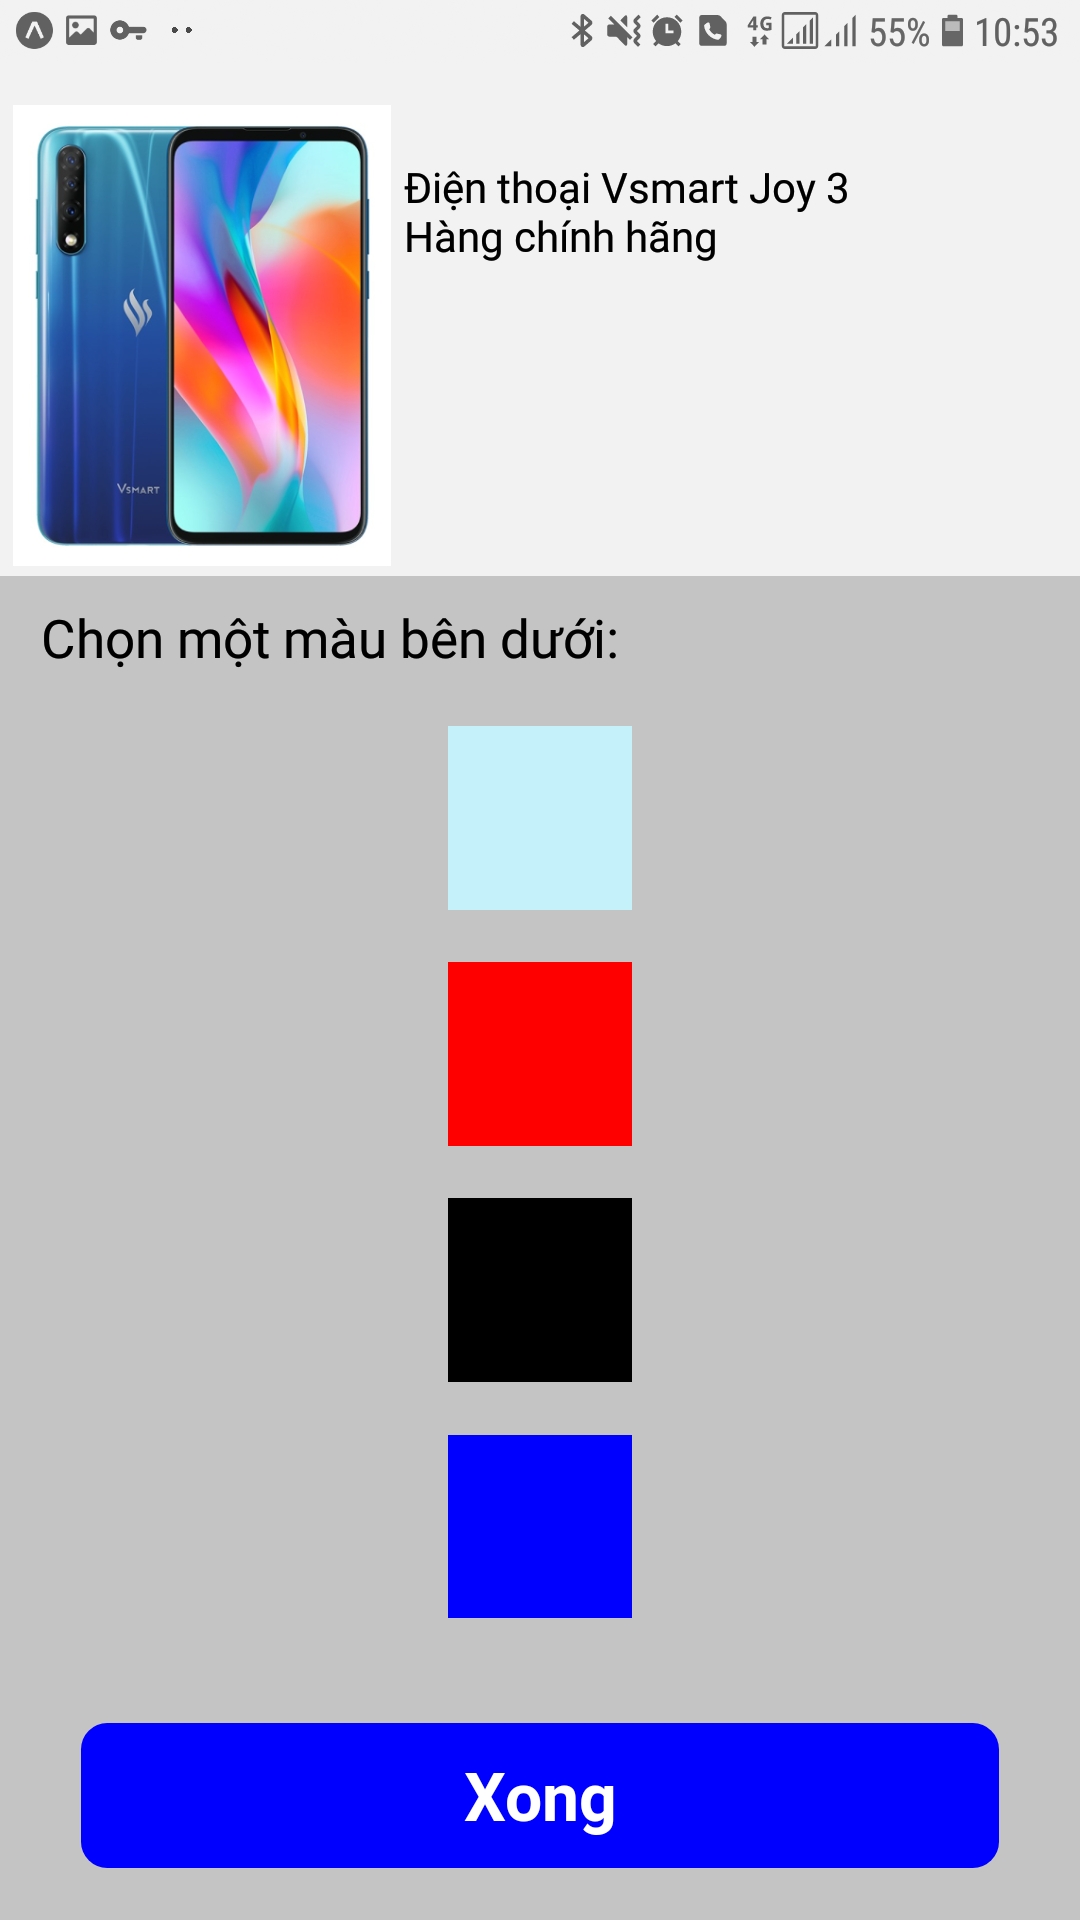 4G 55% 10:53
Điện thoại Vsmart Joy 3
Hàng chính hãng
VSMART
Chọn một màu bên dưới:
Xong